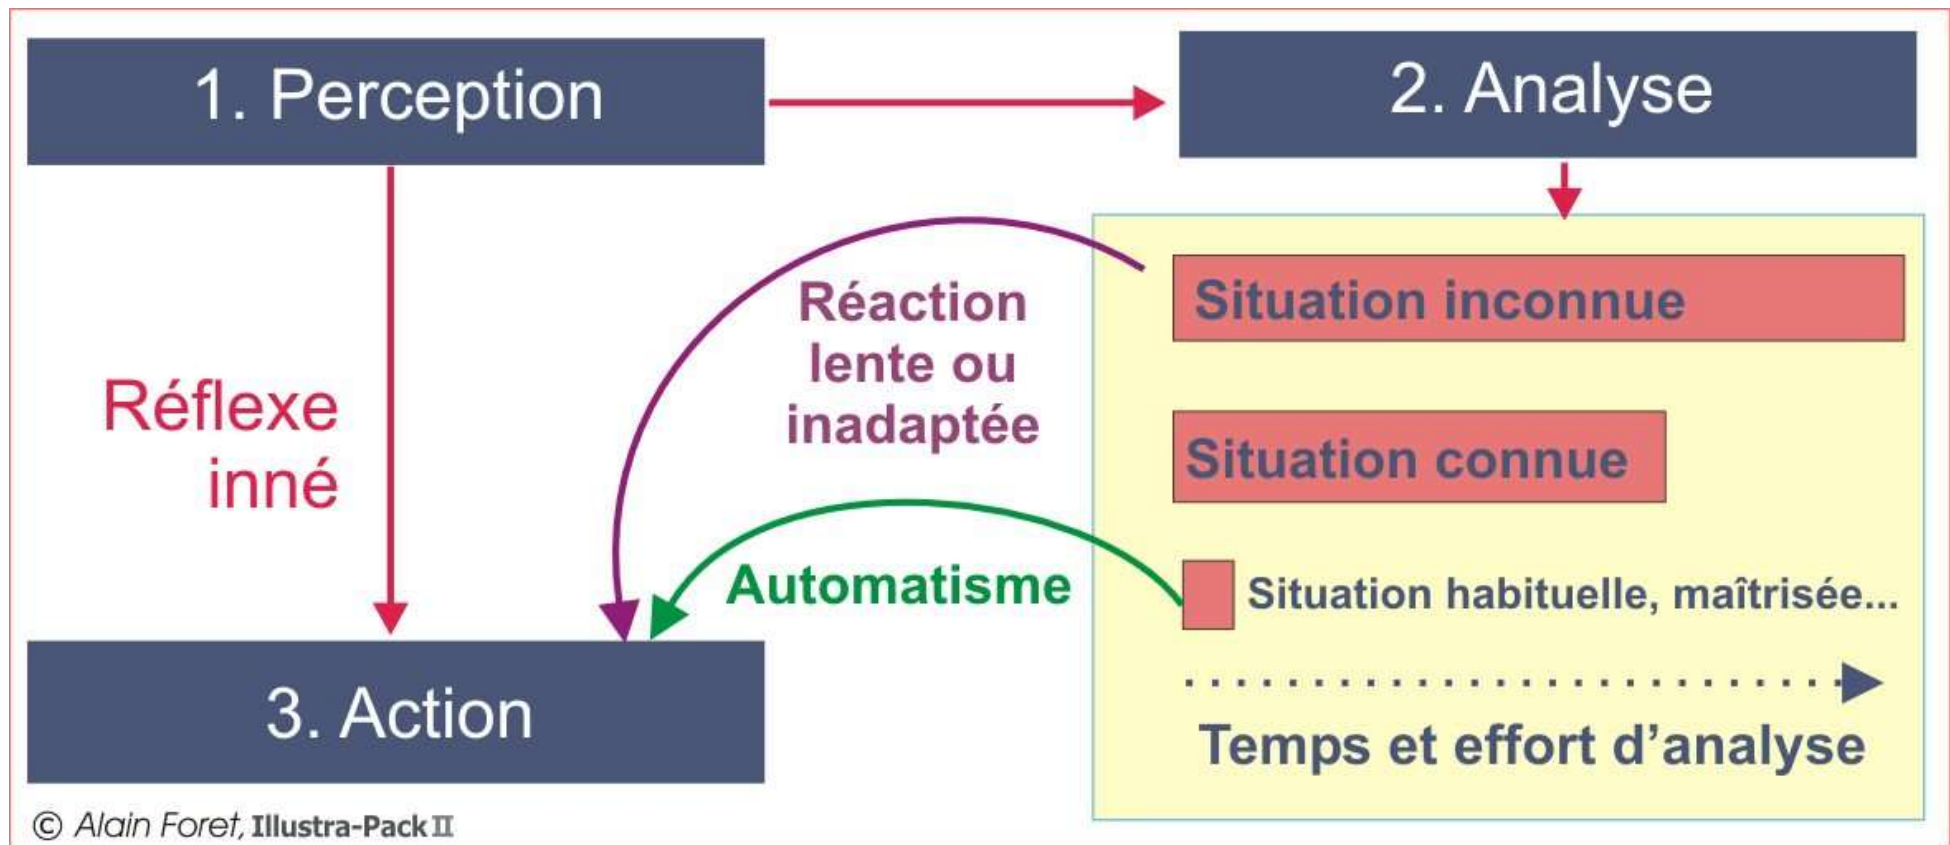 1. Perception
2. Analyse
Situation inconnue
Réaction
lente ou
inadaptée
Réflexe
inné
Situation connue
Automatisme
Situation habituelle, maîtrisée...
3. Action
Temps et effort d’analyse
© Alain Foret, Illustra-Pack II